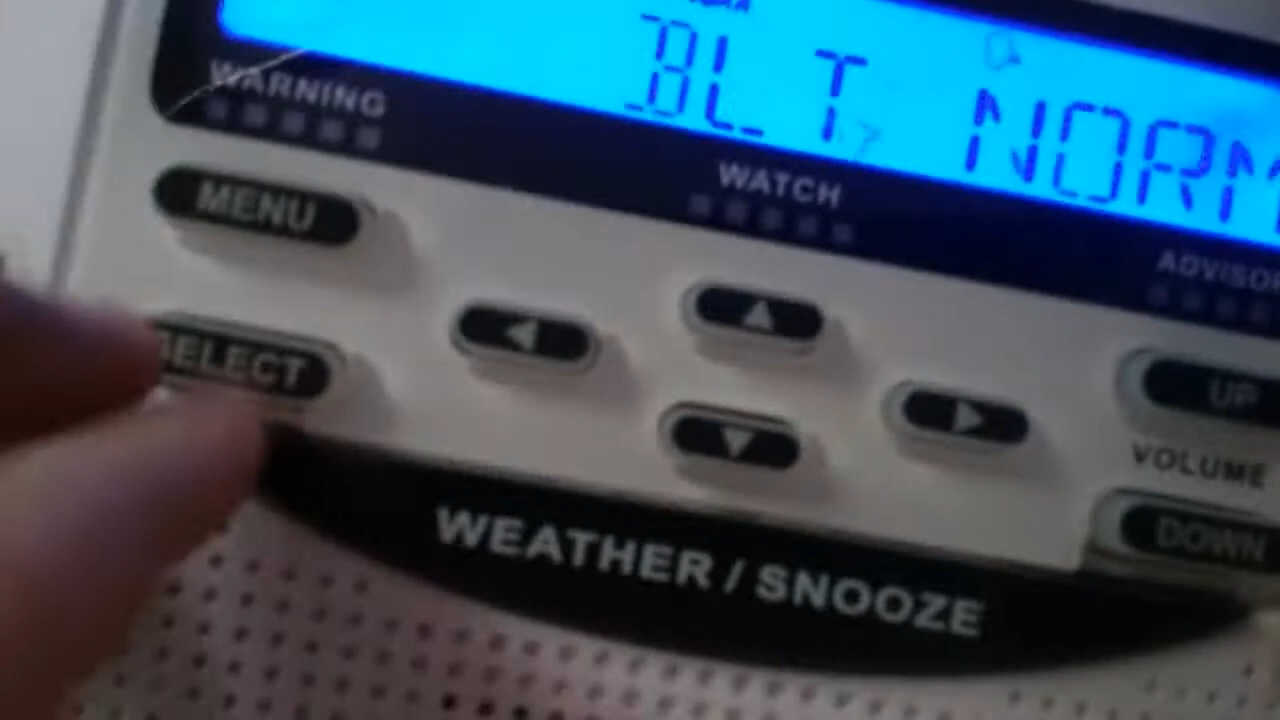 BLT NORM
WARNING
WATCH
ADVISOR
MENU
SELECT
UP
VOLUME
DOWN
WEATHER / SNOOZE